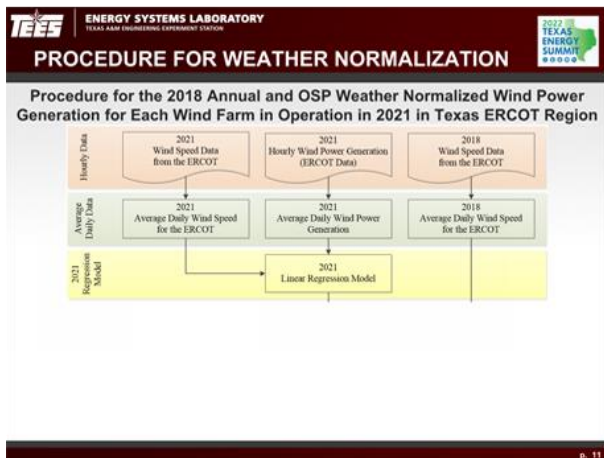 TEES
ENERGY SYSTEMS LABORATORY
TEXAS A&M ENGINEERING EXPERIMENT STATION
2022
TEXAS
ENERGY
SUMMIT
PROCEDURE FOR WEATHER NORMALIZATION
Procedure for the 2018 Annual and OSP Weather Normalized Wind Power
Generation for Each Wind Farm in Operation in 2021 in Texas ERCOT Region
Hourly Data
2021
Wind Speed Data
from the ERCOT
2021
Hourly Wind Power Generation
(ERCOT Data)
2018
Wind Speed Data
from the ERCOT
Average
Daily Data
2021
Average Daily Wind Speed
for the ERCOT
2021
Average Daily Wind Power
Generation
2018
Average Daily Wind Speed
for the ERCOT
2021
Regression
Model
2021
Linear Regression Model
p. 11